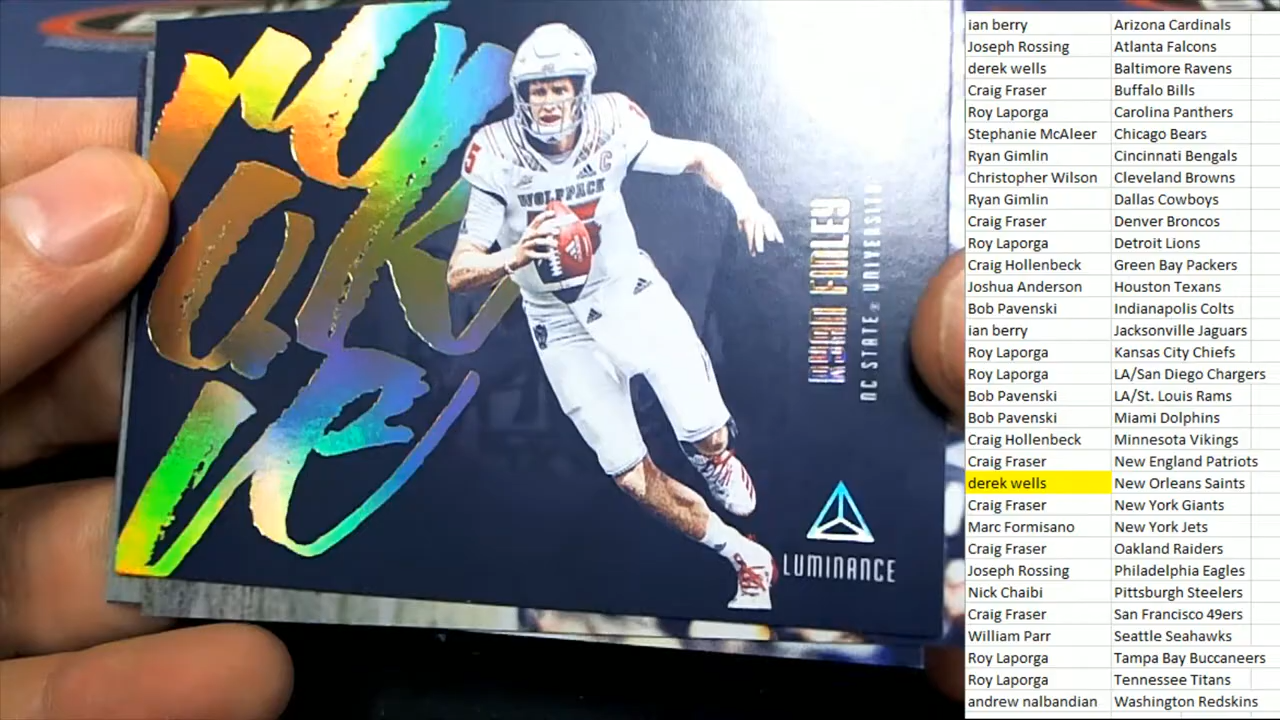 You
Make
it
WOLFPACK
5
C
RYAN FINLEY
NC STATE® UNIVERSITY
LUMINANCE
ian berry Arizona Cardinals
Joseph Rossing Atlanta Falcons
derek wells Baltimore Ravens
Craig Fraser Buffalo Bills
Roy Laporga Carolina Panthers
Stephanie McAleer Chicago Bears
Ryan Gimlin Cincinnati Bengals
Christopher Wilson Cleveland Browns
Ryan Gimlin Dallas Cowboys
Craig Fraser Denver Broncos
Roy Laporga Detroit Lions
Craig Hollenbeck Green Bay Packers
Joshua Anderson Houston Texans
Bob Pavenski Indianapolis Colts
ian berry Jacksonville Jaguars
Roy Laporga Kansas City Chiefs
Roy Laporga LA/San Diego Chargers
Bob Pavenski LA/St. Louis Rams
Bob Pavenski Miami Dolphins
Craig Hollenbeck Minnesota Vikings
Craig Fraser New England Patriots
derek wells New Orleans Saints
Craig Fraser New York Giants
Marc Formisano New York Jets
Craig Fraser Oakland Raiders
Joseph Rossing Philadelphia Eagles
Nick Chaibi Pittsburgh Steelers
Craig Fraser San Francisco 49ers
William Parr Seattle Seahawks
Roy Laporga Tampa Bay Buccaneers
Roy Laporga Tennessee Titans
andrew nalbandian Washington Redskins